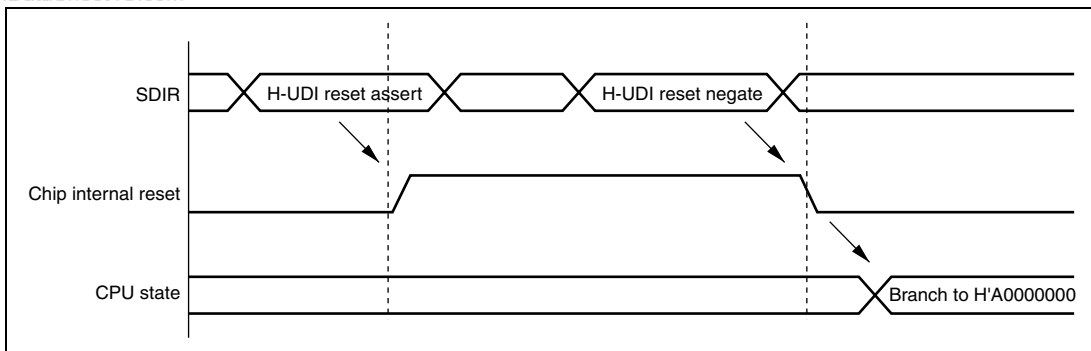 SDIR
H-UDI reset assert
H-UDI reset negate
Chip internal reset
CPU state
Branch to H'A0000000